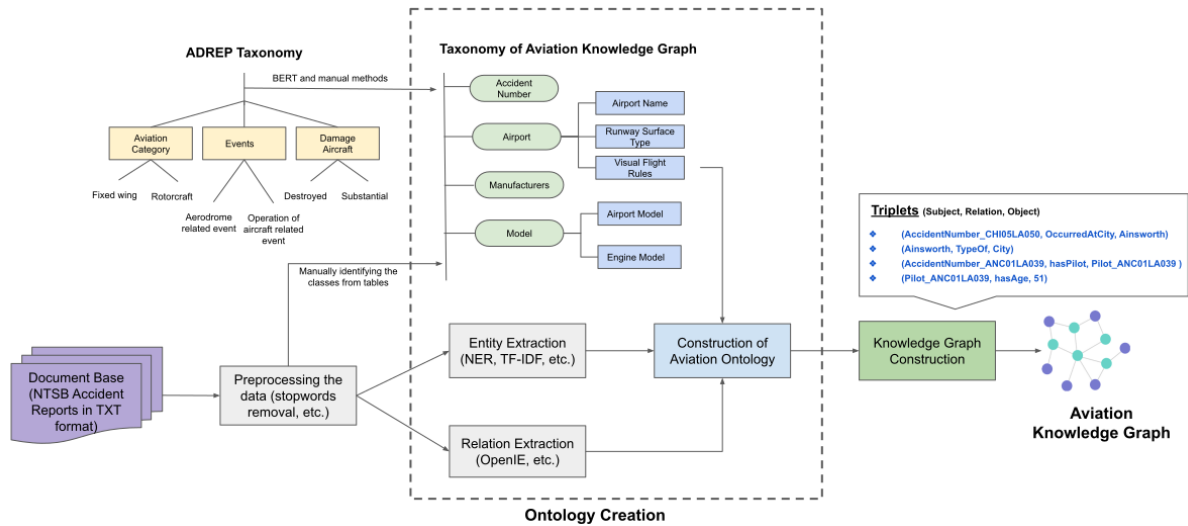 ADREP Taxonomy
BERT and manual methods
Aviation
Category
Events
Damage
Aircraft
Fixed wing
Rotorcraft
Aerodrome
related event
Operation of
aircraft related
event
Destroyed
Substantial
Taxonomy of Aviation Knowledge Graph
Accident
Number
Airport
Airport Name
Runway Surface
Type
Visual Flight
Rules
Manufacturers
Model
Airport Model
Engine Model
Manually identifying the
classes from tables
Triplets (Subject, Relation, Object)
❖ (AccidentNumber_CHI05LA050, OccurredAtCity, Ainsworth)
❖ (Ainsworth, TypeOf, City)
❖ (AccidentNumber_ANC01LA039, hasPilot, Pilot_ANC01LA039 )
❖ (Pilot_ANC01LA039, hasAge, 51)
Document Base
(NTSB Accident
Reports in TXT
format)
Preprocessing the
data (stopwords
removal, etc.)
Entity Extraction
(NER, TF-IDF, etc.)
Relation Extraction
(OpenIE, etc.)
Construction of
Aviation Ontology
Knowledge Graph
Construction
Aviation
Knowledge Graph
Ontology Creation